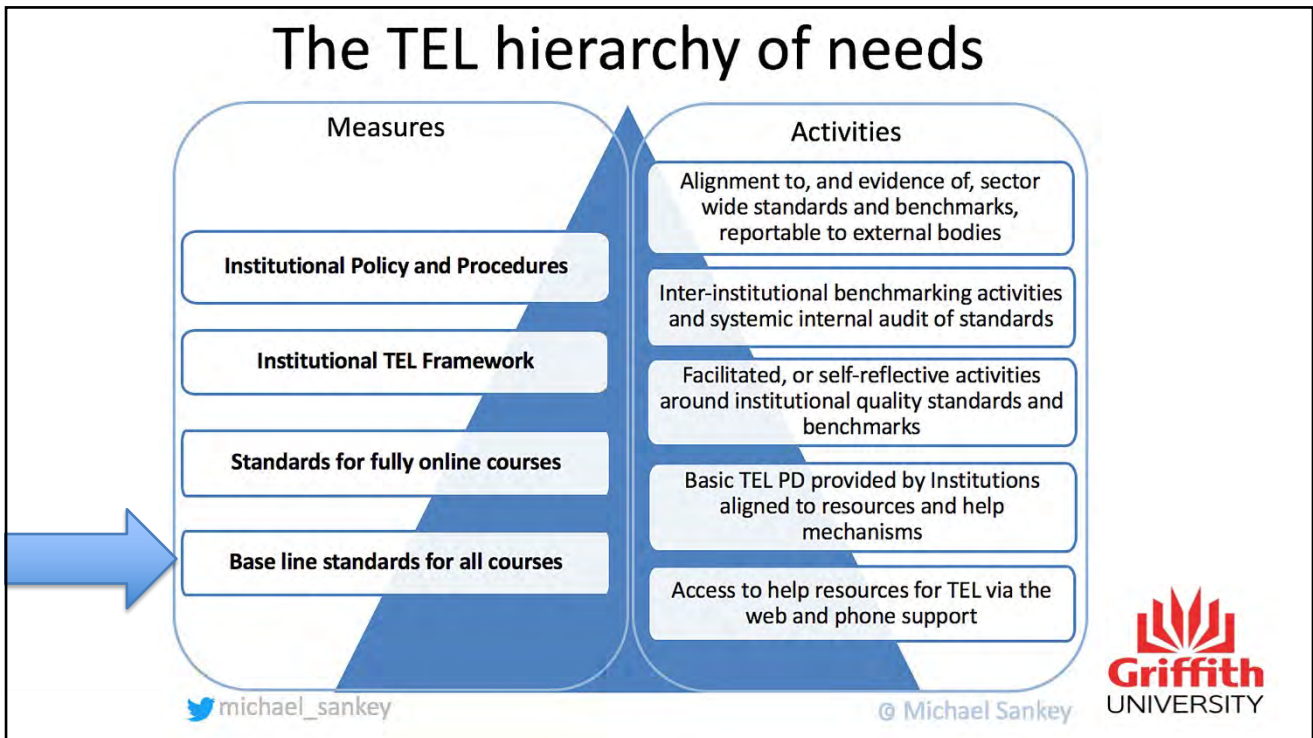 The TEL hierarchy of needs
Measures
Institutional Policy and Procedures
Institutional TEL Framework
Standards for fully online courses
Base line standards for all courses
Activities
Alignment to, and evidence of, sector
wide standards and benchmarks,
reportable to external bodies
Inter-institutional benchmarking activities
and systemic internal audit of standards
Facilitated, or self-reflective activities
around institutional quality standards and
benchmarks
Basic TEL PD provided by Institutions
aligned to resources and help
mechanisms
Access to help resources for TEL via the
web and phone support
michael_sankey
© Michael Sankey
Griffith
UNIVERSITY